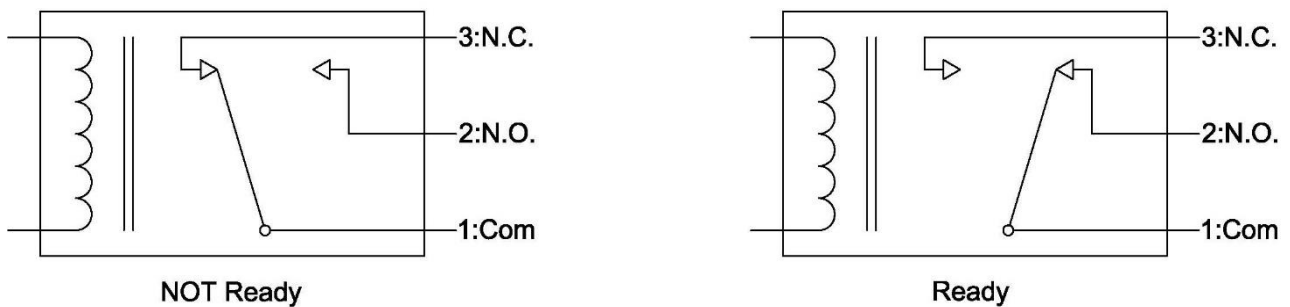 3:N.C.
2:N.O.
1:Com
NOT Ready
3:N.C.
2:N.O.
1:Com
Ready